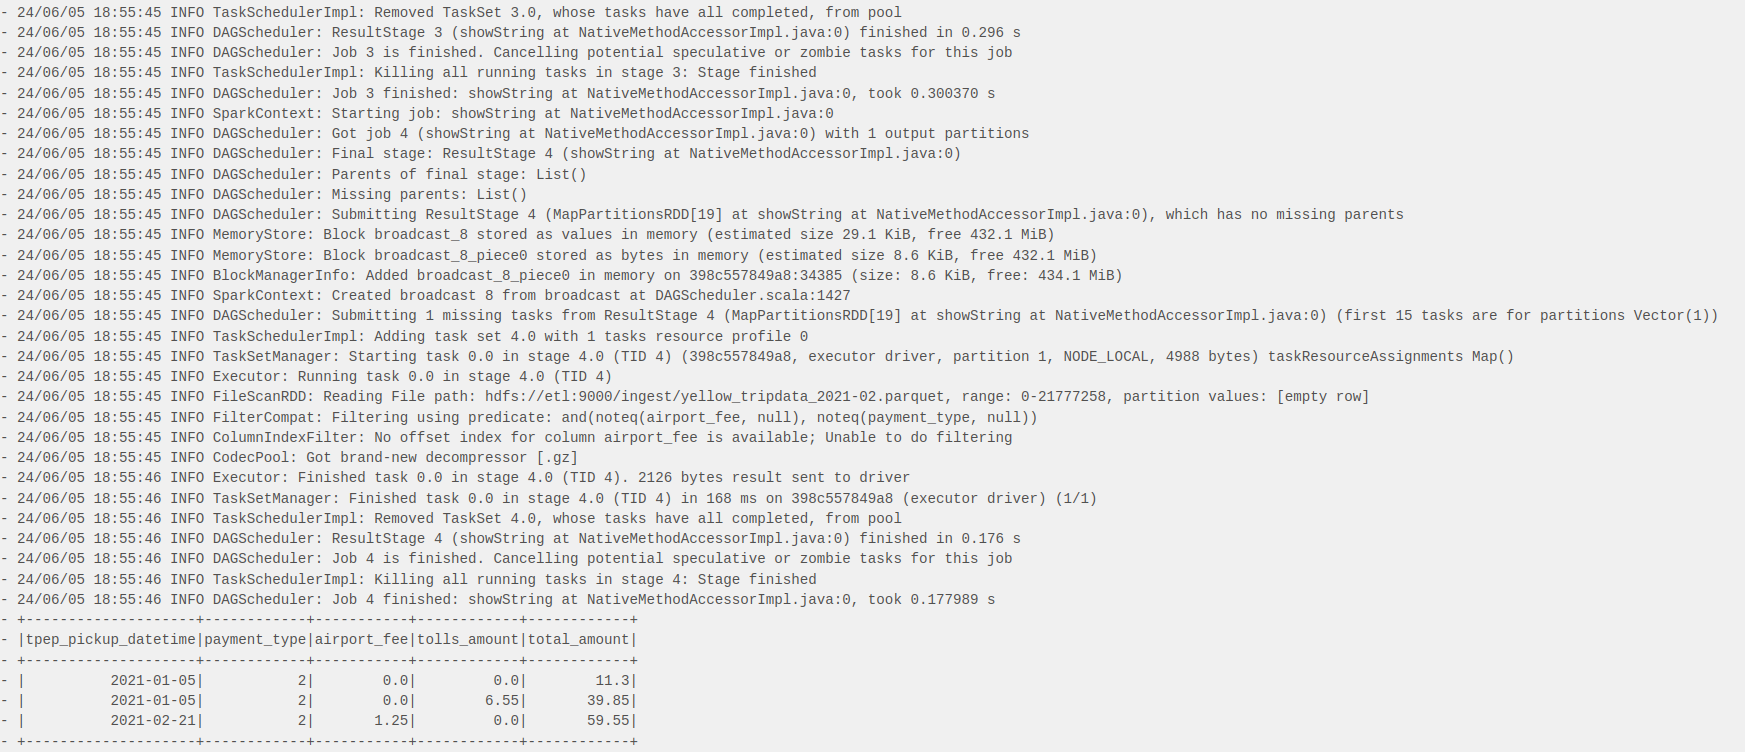 - 24/06/05 18:55:45 INFO TaskSchedulerImpl: Removed TaskSet 3.0, whose tasks have all completed, from pool
- 24/06/05 18:55:45 INFO DAGScheduler: ResultStage 3 (showString at NativeMethodAccessorImpl.java:0) finished in 0.296 s
- 24/06/05 18:55:45 INFO DAGScheduler: Job 3 is finished. Cancelling potential speculative or zombie tasks for this job
- 24/06/05 18:55:45 INFO TaskSchedulerImpl: Killing all running tasks in stage 3: Stage finished
- 24/06/05 18:55:45 INFO DAGScheduler: Job 3 finished: showString at NativeMethodAccessorImpl.java:0, took 0.300370 s
- 24/06/05 18:55:45 INFO SparkContext: Starting job: showString at NativeMethodAccessorImpl.java:0
- 24/06/05 18:55:45 INFO DAGScheduler: Got job 4 (showString at NativeMethodAccessorImpl.java:0) with 1 output partitions
- 24/06/05 18:55:45 INFO DAGScheduler: Final stage: ResultStage 4 (showString at NativeMethodAccessorImpl.java:0)
- 24/06/05 18:55:45 INFO DAGScheduler: Parents of final stage: List()
- 24/06/05 18:55:45 INFO DAGScheduler: Missing parents: List()
- 24/06/05 18:55:45 INFO DAGScheduler: Submitting ResultStage 4 (MapPartitionsRDD[19] at showString at NativeMethodAccessorImpl.java:0), which has no missing parents
- 24/06/05 18:55:45 INFO MemoryStore: Block broadcast_8 stored as values in memory (estimated size 29.1 KiB, free 432.1 MiB)
- 24/06/05 18:55:45 INFO MemoryStore: Block broadcast_8_piece0 stored as bytes in memory (estimated size 8.6 KiB, free 432.1 MiB)
- 24/06/05 18:55:45 INFO BlockManagerInfo: Added broadcast_8_piece0 in memory on 398c557849a8:34385 (size: 8.6 KiB, free: 434.1 MiB)
- 24/06/05 18:55:45 INFO SparkContext: Created broadcast 8 from broadcast at DAGScheduler.scala:1427
- 24/06/05 18:55:45 INFO DAGScheduler: Submitting 1 missing tasks from ResultStage 4 (MapPartitionsRDD[19] at showString at NativeMethodAccessorImpl.java:0) (first 15 tasks are for partitions Vector(1))
- 24/06/05 18:55:45 INFO TaskSchedulerImpl: Adding task set 4.0 with 1 tasks resource profile 0
- 24/06/05 18:55:45 INFO TaskSetManager: Starting task 0.0 in stage 4.0 (TID 4) (398c557849a8, executor driver, partition 1, NODE_LOCAL, 4988 bytes) taskResourceAssignments Map()
- 24/06/05 18:55:45 INFO Executor: Running task 0.0 in stage 4.0 (TID 4)
- 24/06/05 18:55:45 INFO FileScanRDD: Reading File path: hdfs://etl:9000/ingest/yellow_tripdata_2021-02.parquet, range: 0-21777258, partition values: [empty row]
- 24/06/05 18:55:45 INFO FilterCompat: Filtering using predicate: and(noteq(airport_fee, null), noteq(payment_type, null))
- 24/06/05 18:55:45 INFO ColumnIndexFilter: No offset index for column airport_fee is available; Unable to do filtering
- 24/06/05 18:55:45 INFO CodecPool: Got brand-new decompressor [.gz]
- 24/06/05 18:55:46 INFO Executor: Finished task 0.0 in stage 4.0 (TID 4). 2126 bytes result sent to driver
- 24/06/05 18:55:46 INFO TaskSetManager: Finished task 0.0 in stage 4.0 (TID 4) in 168 ms on 398c557849a8 (executor driver) (1/1)
- 24/06/05 18:55:46 INFO TaskSchedulerImpl: Removed TaskSet 4.0, whose tasks have all completed, from pool
- 24/06/05 18:55:46 INFO DAGScheduler: ResultStage 4 (showString at NativeMethodAccessorImpl.java:0) finished in 0.176 s
- 24/06/05 18:55:46 INFO DAGScheduler: Job 4 is finished. Cancelling potential speculative or zombie tasks for this job
- 24/06/05 18:55:46 INFO TaskSchedulerImpl: Killing all running tasks in stage 4: Stage finished
- 24/06/05 18:55:46 INFO DAGScheduler: Job 4 finished: showString at NativeMethodAccessorImpl.java:0, took 0.177989 s
- +--------------------+------------+-----------+------------+------------+
- |tpep_pickup_datetime|payment_type|airport_fee|tolls_amount|total_amount|
- +--------------------+------------+-----------+------------+------------+
- |          2021-01-05|           2|        0.0|         0.0|        11.3|
- |          2021-01-05|           2|        0.0|        6.55|       39.85|
- |          2021-02-21|           2|       1.25|         0.0|       59.55|
- +--------------------+------------+-----------+------------+------------+